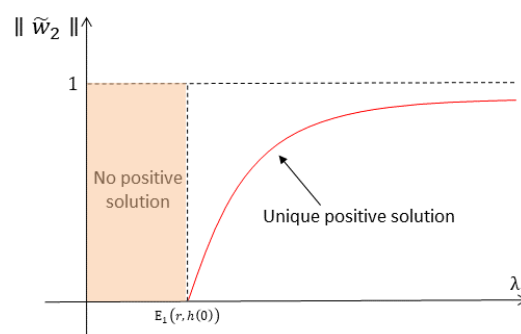 ‖ w̃₂ ‖
1
No positive
solution
Unique positive solution
λ
E₁(r, h(0))